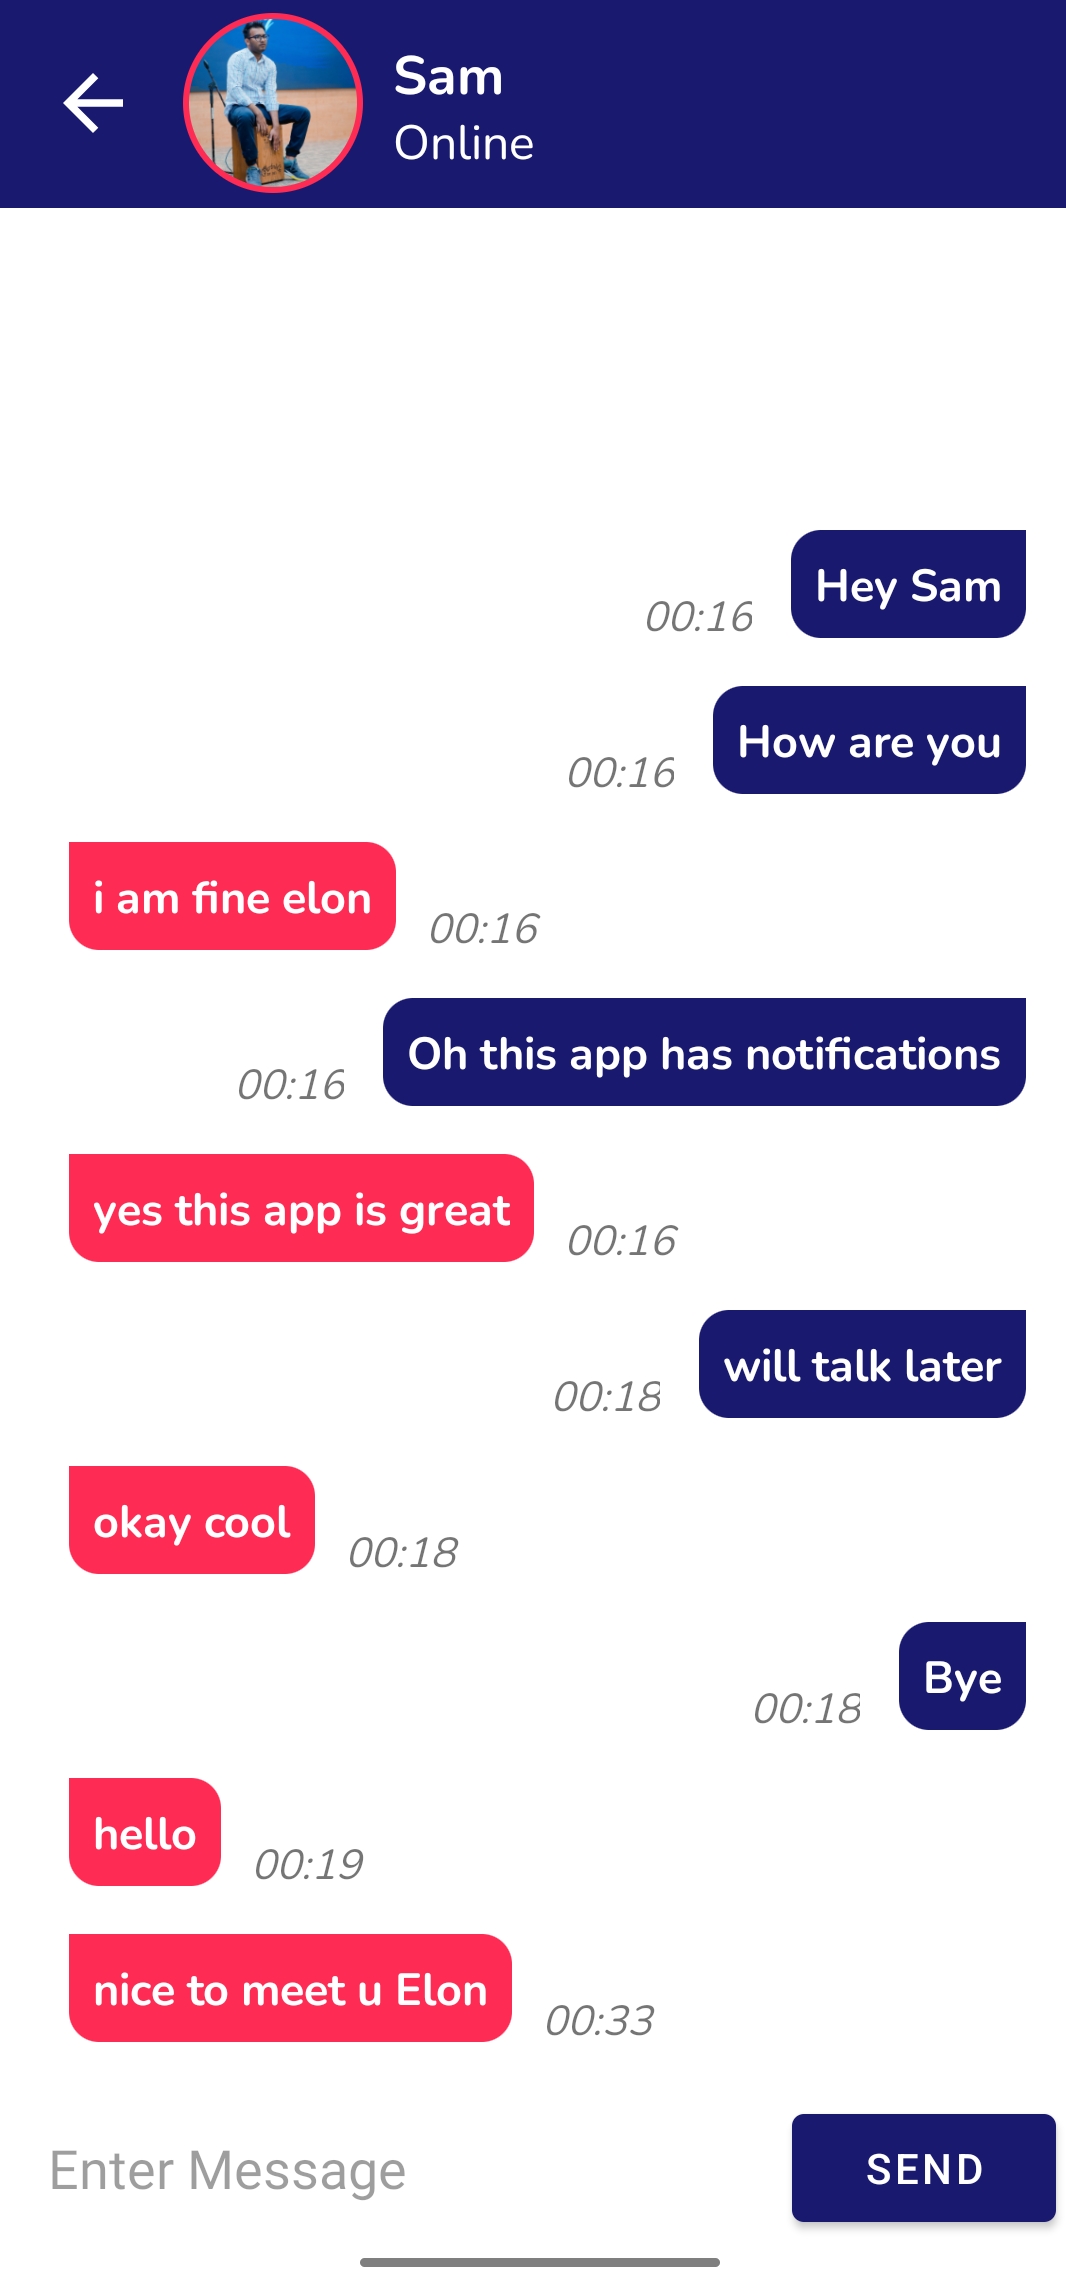 Sam
Online
Hey Sam
00:16
How are you
00:16
i am fine elon
00:16
Oh this app has notifications
00:16
yes this app is great
00:16
will talk later
00:18
okay cool
00:18
Bye
00:18
hello
00:19
nice to meet u Elon
00:33
Enter Message
SEND